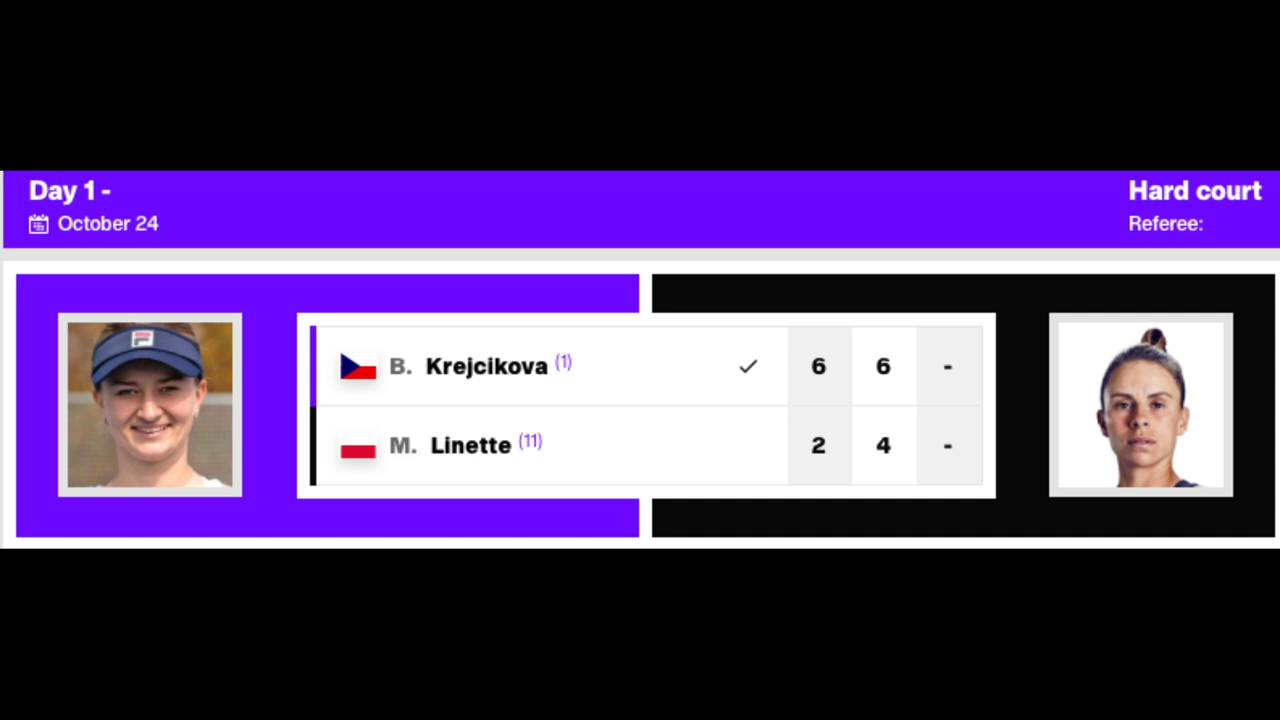 Day 1 -
October 24
Hard court
Referee:
B. Krejcikova (1) ✓ 6 6 -
M. Linette (11) 2 4 -